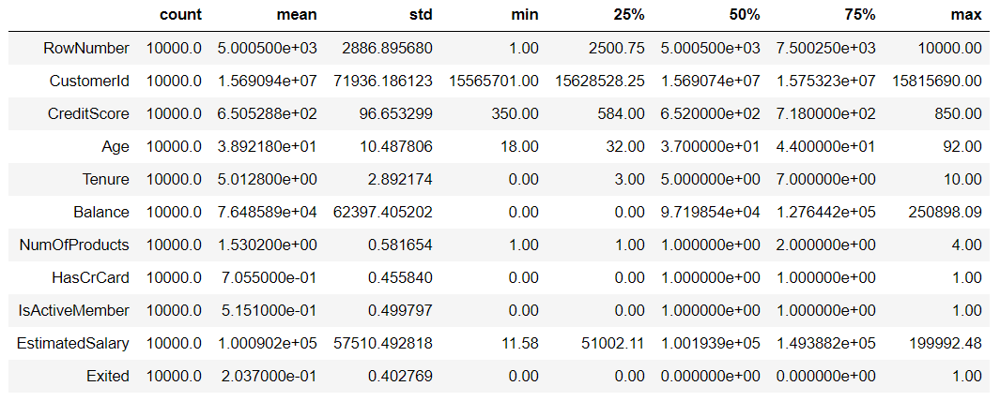 count mean std min 25% 50% 75% max
RowNumber 10000.0 5.000500e+03 2886.895680 1.00 2500.75 5.000500e+03 7.500250e+03 10000.00
CustomerId 10000.0 1.569094e+07 71936.186123 15565701.00 15628528.25 1.569074e+07 1.575323e+07 15815690.00
CreditScore 10000.0 6.505288e+02 96.653299 350.00 584.00 6.520000e+02 7.180000e+02 850.00
Age 10000.0 3.892180e+01 10.487806 18.00 32.00 3.700000e+01 4.400000e+01 92.00
Tenure 10000.0 5.012800e+00 2.892174 0.00 3.00 5.000000e+00 7.000000e+00 10.00
Balance 10000.0 7.648589e+04 62397.405202 0.00 0.00 9.719854e+04 1.276442e+05 250898.09
NumOfProducts 10000.0 1.530200e+00 0.581654 1.00 1.00 1.000000e+00 2.000000e+00 4.00
HasCrCard 10000.0 7.055000e-01 0.455840 0.00 0.00 1.000000e+00 1.000000e+00 1.00
IsActiveMember 10000.0 5.151000e-01 0.499797 0.00 0.00 1.000000e+00 1.000000e+00 1.00
EstimatedSalary 10000.0 1.000902e+05 57510.492818 11.58 51002.11 1.001939e+05 1.493882e+05 199992.48
Exited 10000.0 2.037000e-01 0.402769 0.00 0.00 0.000000e+00 0.000000e+00 1.00